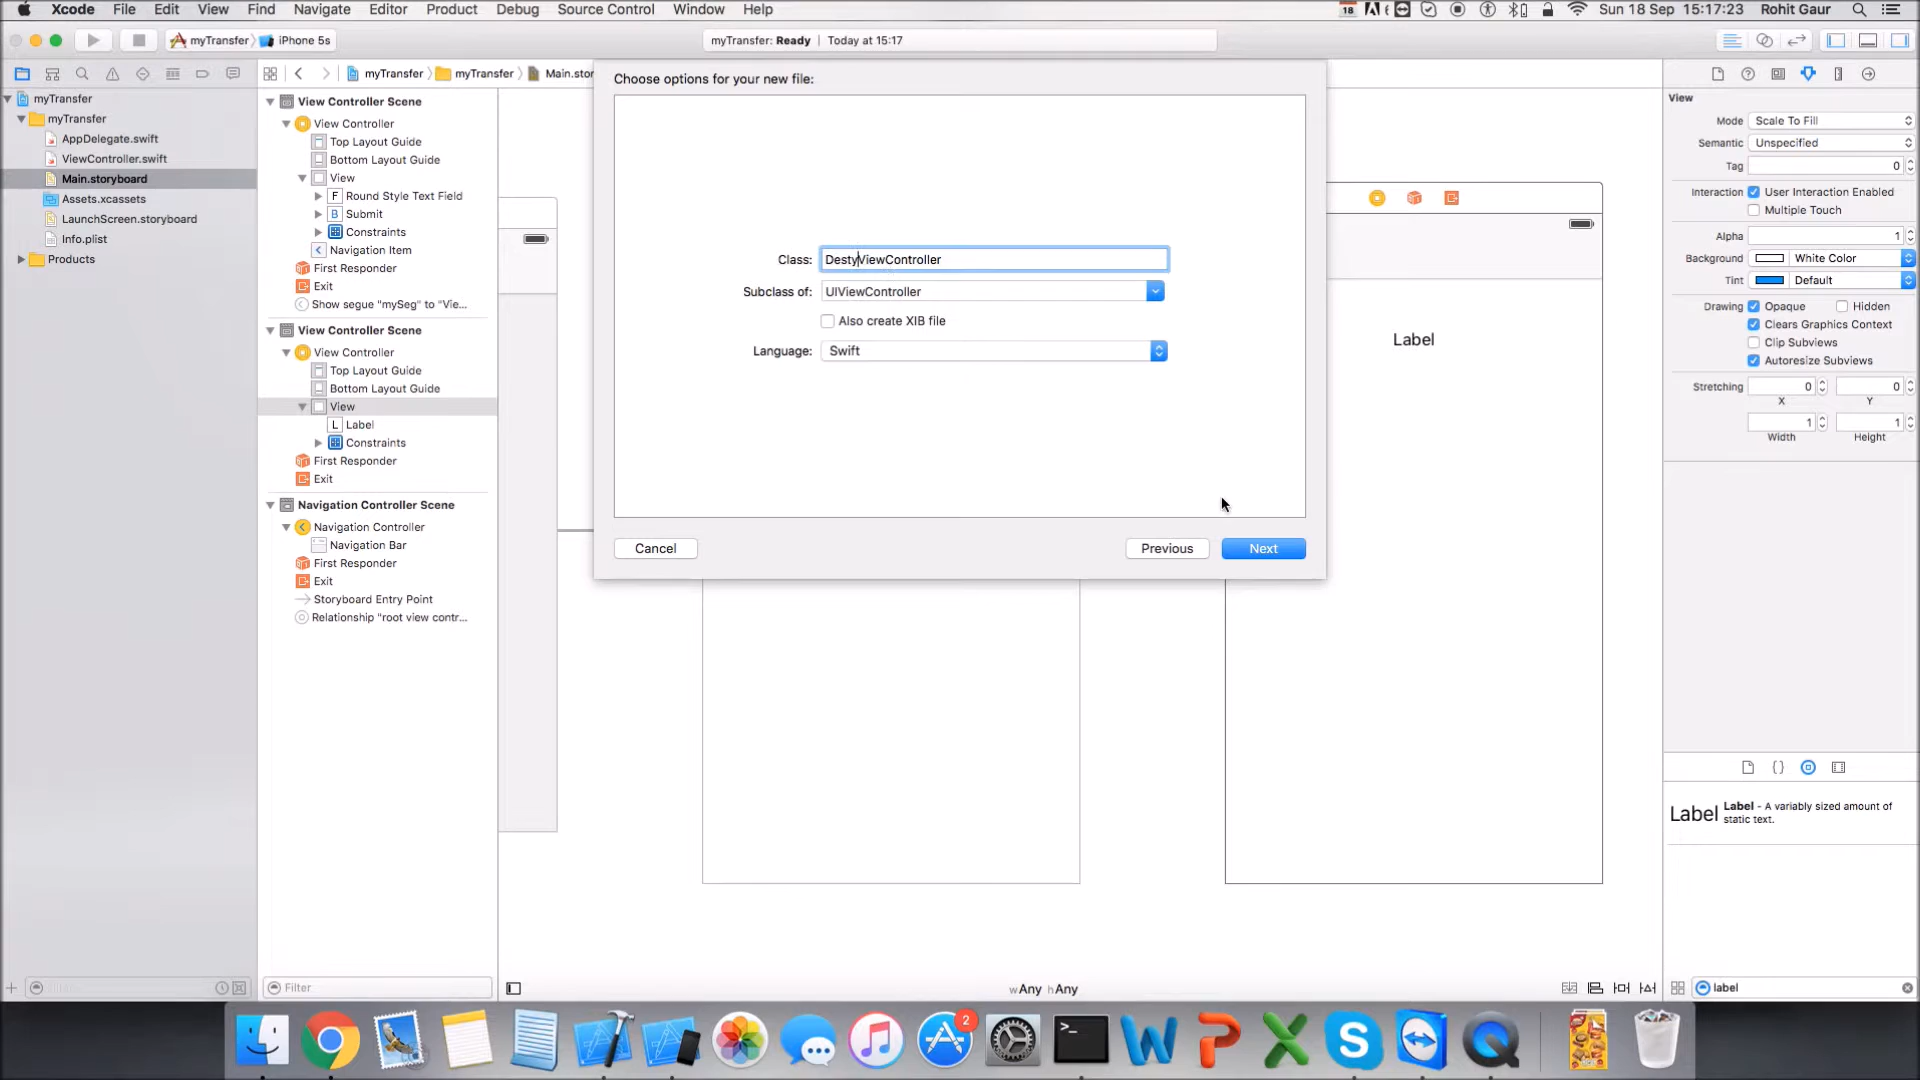 Xcode File Edit View Find Navigate Editor Product Debug Source Control Window Help
18 Sun 18 Sep 15:17:23 Rohit Gaur
myTransfer iPhone 5s
myTransfer: Ready | Today at 15:17
myTransfer myTransfer Main.stor
myTransfer
myTransfer
AppDelegate.swift
ViewController.swift
Main.storyboard
Assets.xcassets
LaunchScreen.storyboard
Info.plist
Products
View Controller Scene
View Controller
Top Layout Guide
Bottom Layout Guide
View
F Round Style Text Field
B Submit
Constraints
Navigation Item
First Responder
Exit
Show segue "mySeg" to "Vie...
View Controller Scene
View Controller
Top Layout Guide
Bottom Layout Guide
View
L Label
Constraints
First Responder
Exit
Navigation Controller Scene
Navigation Controller
Navigation Bar
First Responder
Exit
Storyboard Entry Point
Relationship "root view contr...
Filter
Choose options for your new file:
Class: DestyViewController
Subclass of: UIViewController
Also create XIB file
Language: Swift
Cancel Previous Next
Label
wAny hAny
View
Mode Scale To Fill
Semantic Unspecified
Tag 0
Interaction User Interaction Enabled
Multiple Touch
Alpha 1
Background White Color
Tint Default
Drawing Opaque Hidden
Clears Graphics Context
Clip Subviews
Autoresize Subviews
Stretching 0 0
X Y
1 1
Width Height
Label Label - A variably sized amount of
static text.
label
2